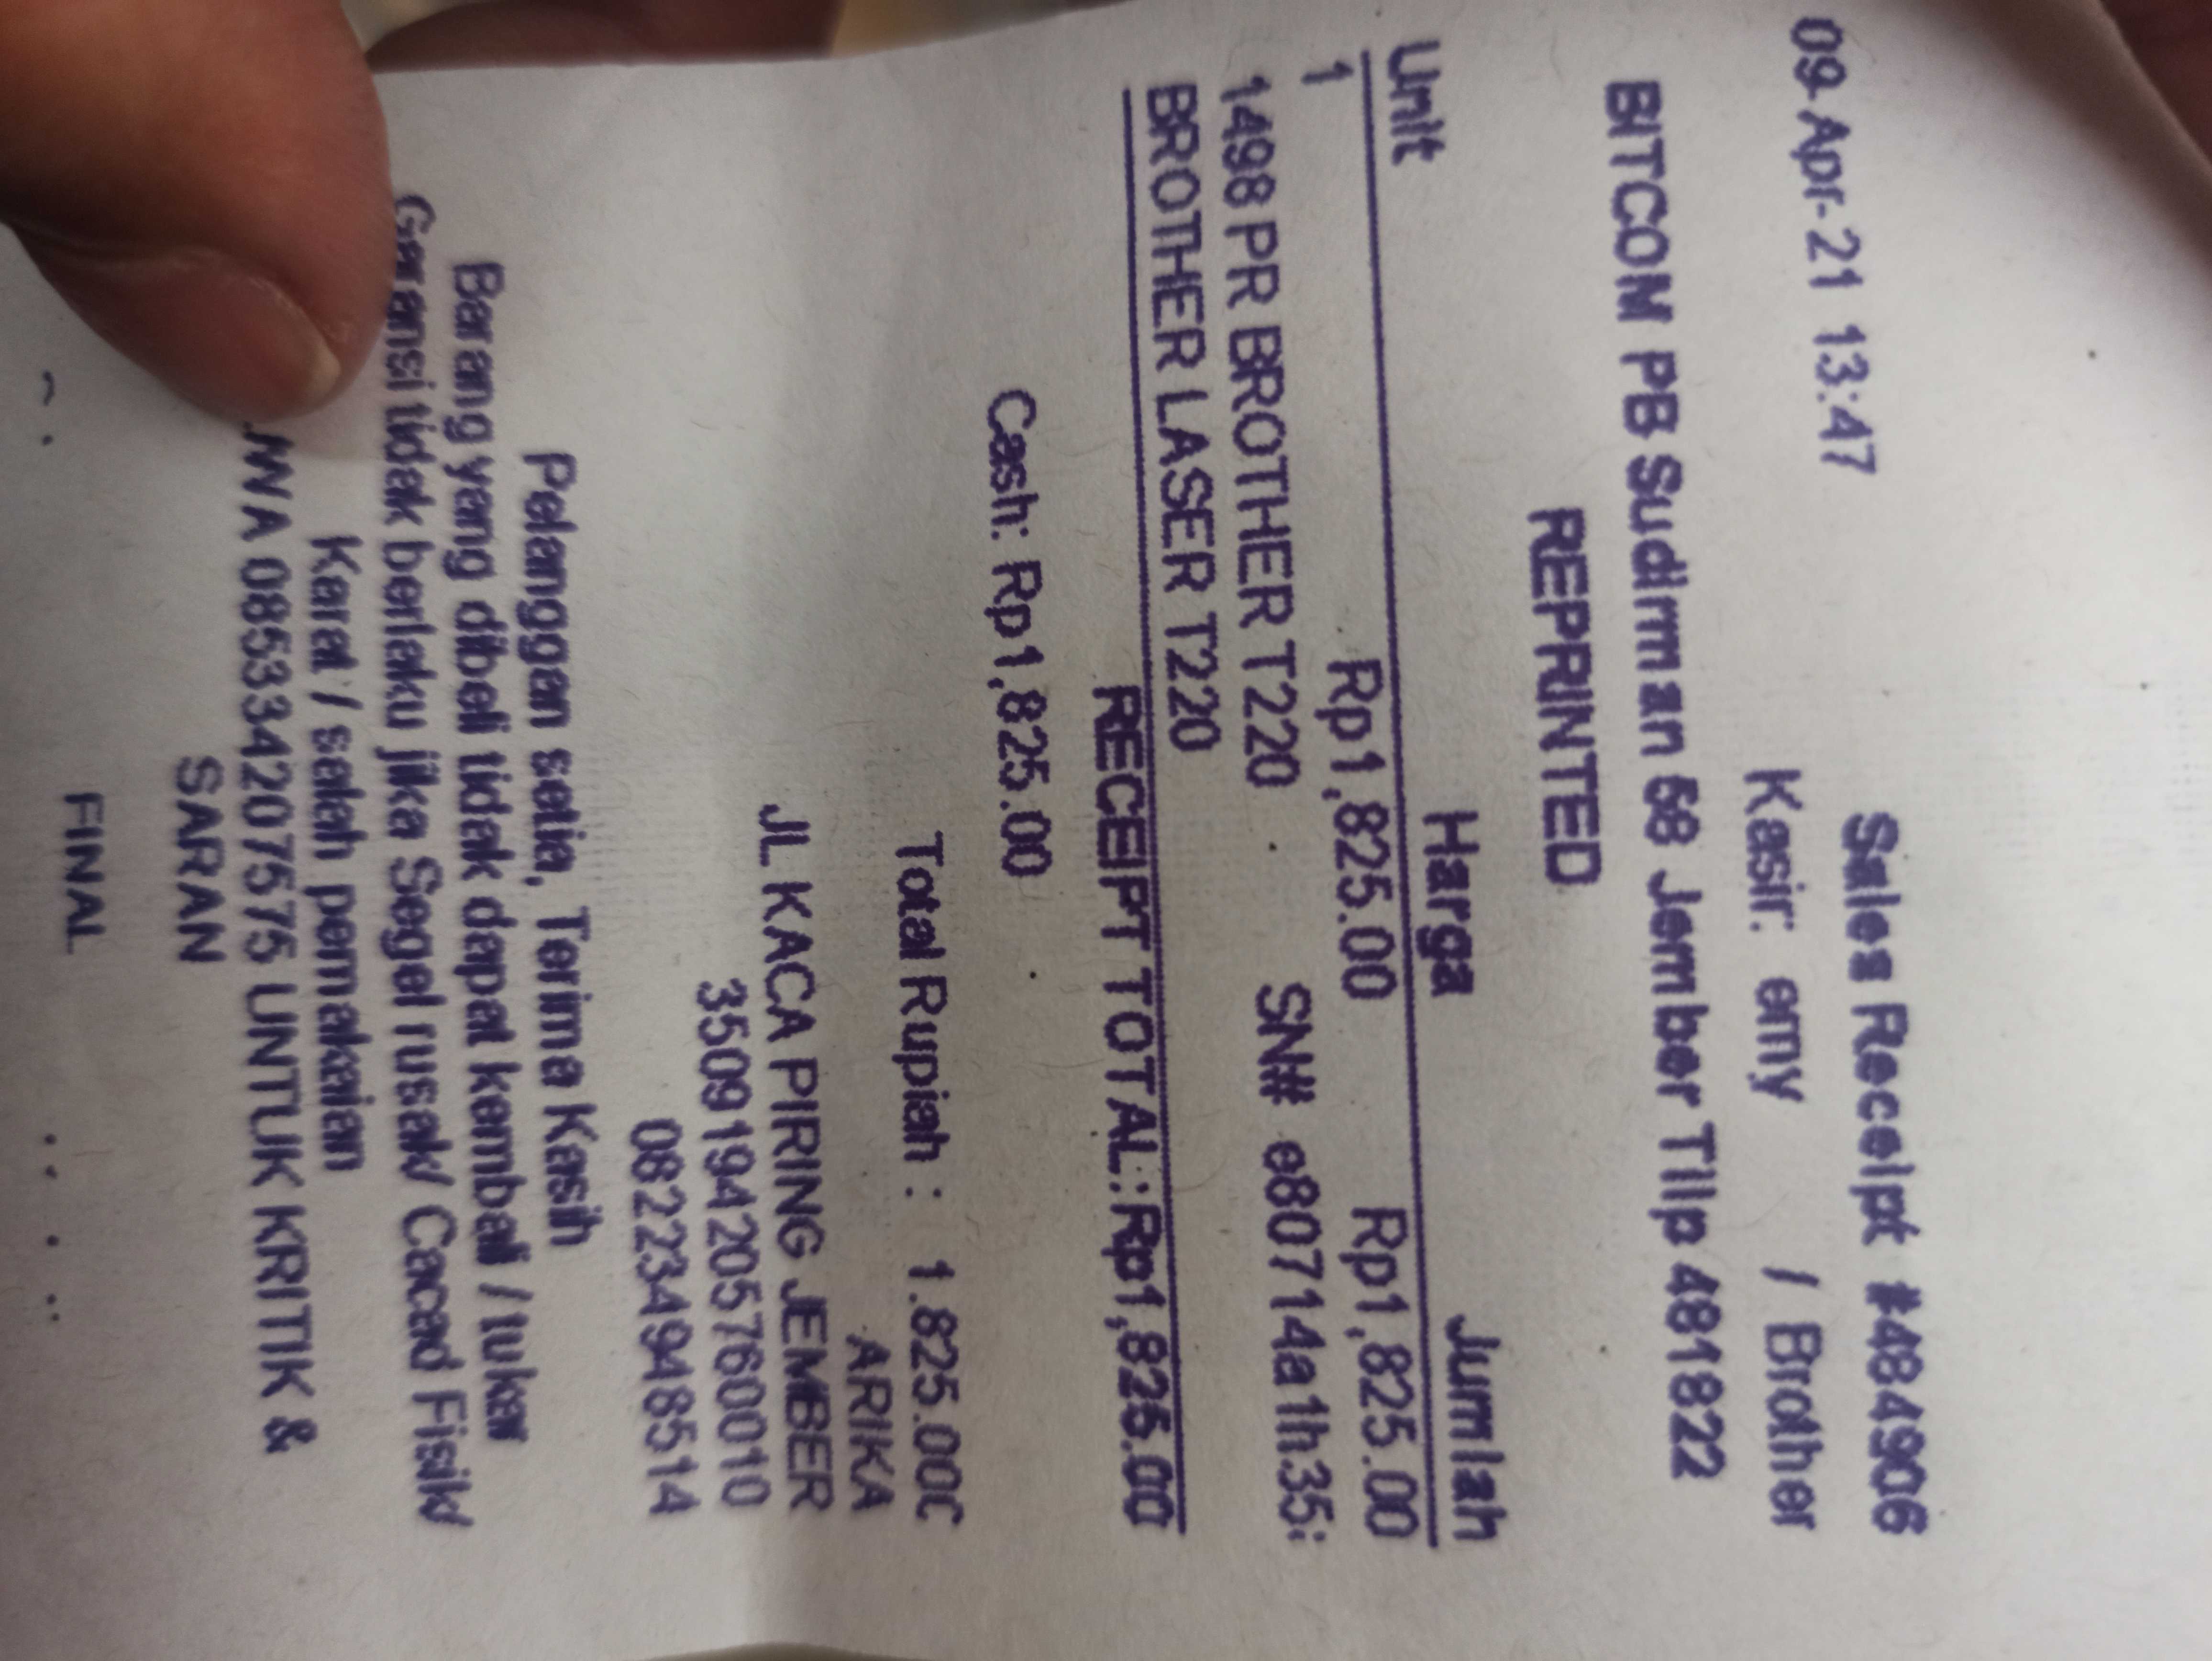 Sales Receipt #484906
09-Apr-21 13:47
Kasir: emy / Brother
BITCOM PB Sudirman 58 Jember Tilp 481822
REPRINTED
Unit Harga Jumlah
1 Rp1,825.00 Rp1,825.00
1498 PR BROTHER T220 SN# e80714a1h35
BROTHER LASER T220
RECEIPT TOTAL: Rp1,825.00
Cash: Rp1,825.00
Total Rupiah : 1.825.00
ARIKA
JL KACA PIRING JEMBER
3509194205760010
082234948514
Pelanggan setia, Terima Kasih
Barang yang dibeli tidak dapat kembali / tukar
Garansi tidak berlaku jika Segel rusak/ Cacad Fisik/
Karat / salah pemakaian
WA 085334207575 UNTUK KRITIK &
SARAN
FINAL